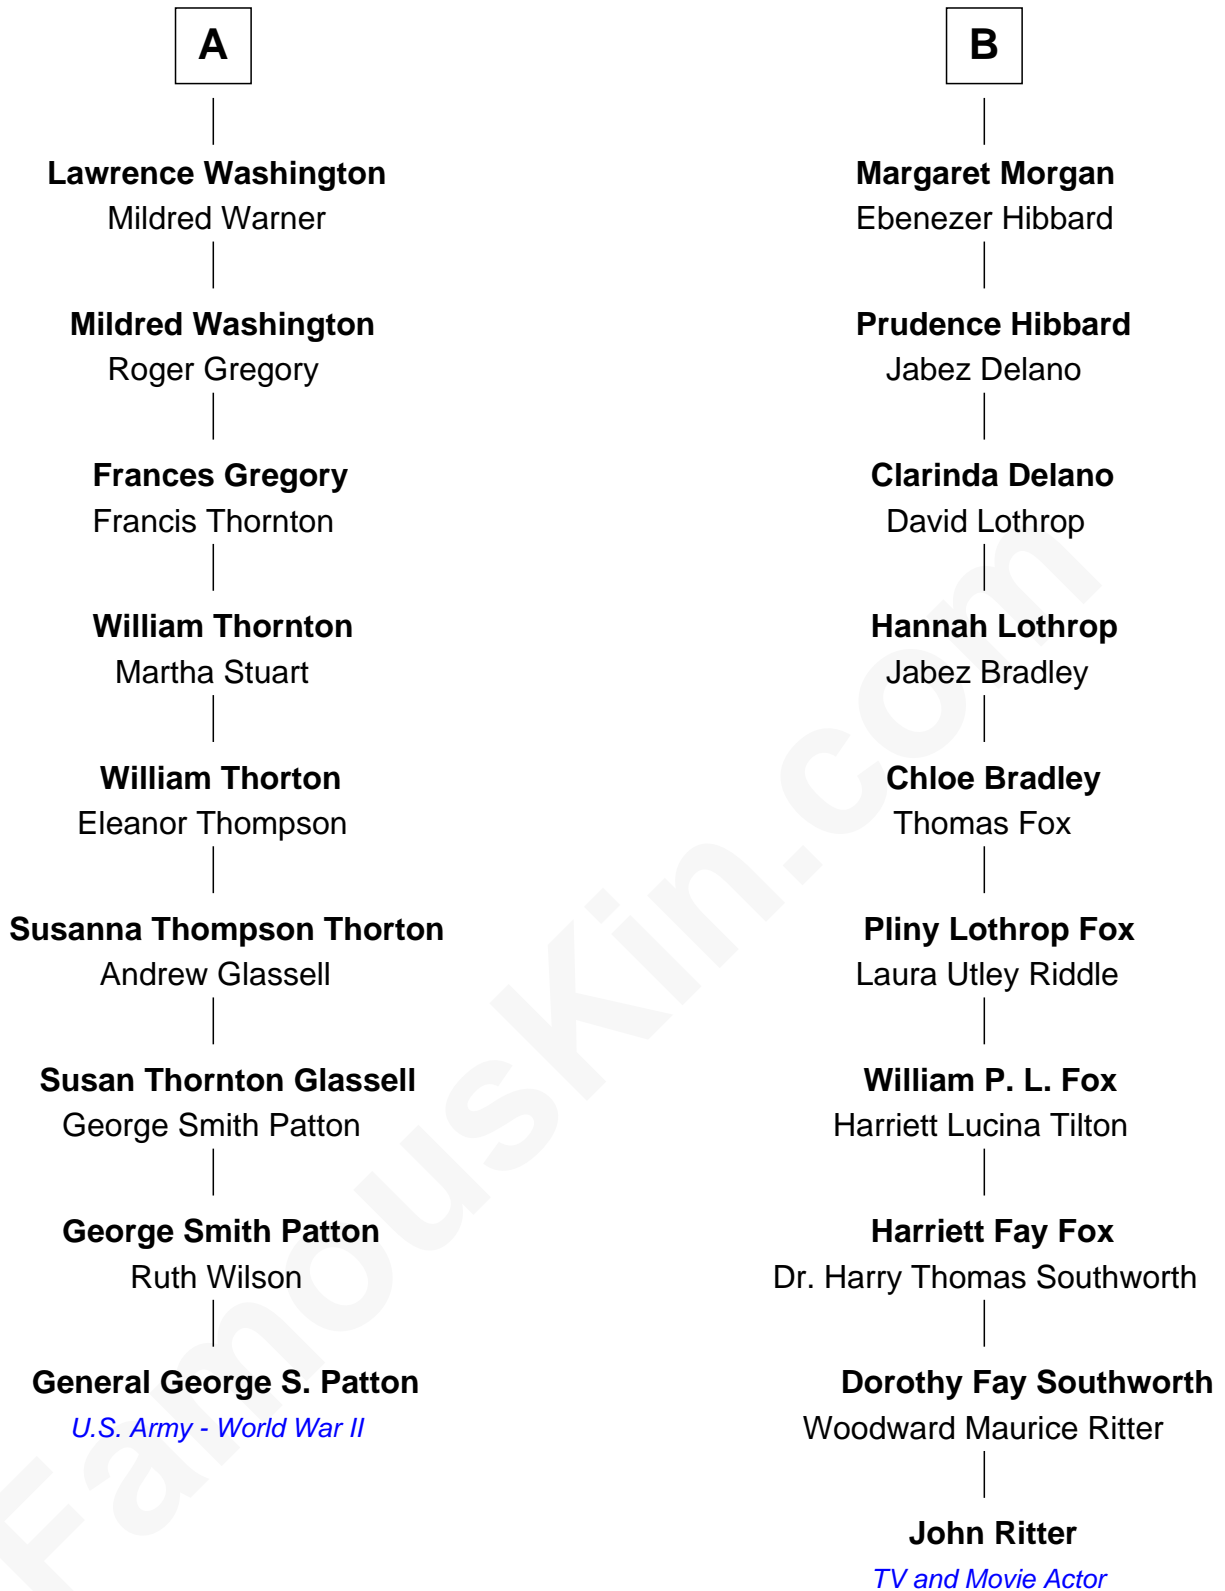 A
Lawrence Washington
Mildred Warner
Mildred Washington
Roger Gregory
Frances Gregory
Francis Thornton
William Thornton
Martha Stuart
William Thorton
Eleanor Thompson
Susanna Thompson Thorton
Andrew Glassell
Susan Thornton Glassell
George Smith Patton
George Smith Patton
Ruth Wilson
General George S. Patton
U.S. Army - World War II
B
Margaret Morgan
Ebenezer Hibbard
Prudence Hibbard
Jabez Delano
Clarinda Delano
David Lothrop
Hannah Lothrop
Jabez Bradley
Chloe Bradley
Thomas Fox
Pliny Lothrop Fox
Laura Utley Riddle
William P. L. Fox
Harriett Lucina Tilton
Harriett Fay Fox
Dr. Harry Thomas Southworth
Dorothy Fay Southworth
Woodward Maurice Ritter
John Ritter
TV and Movie Actor
FamousKin.com